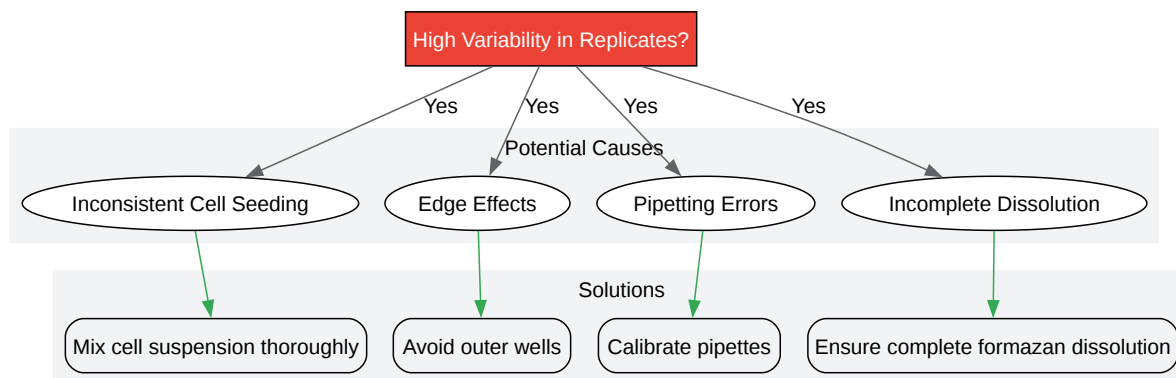 High Variability in Replicates?
Yes
Yes
Yes
Yes
Potential Causes
Inconsistent Cell Seeding
Edge Effects
Pipetting Errors
Incomplete Dissolution
Solutions
Mix cell suspension thoroughly
Avoid outer wells
Calibrate pipettes
Ensure complete formazan dissolution